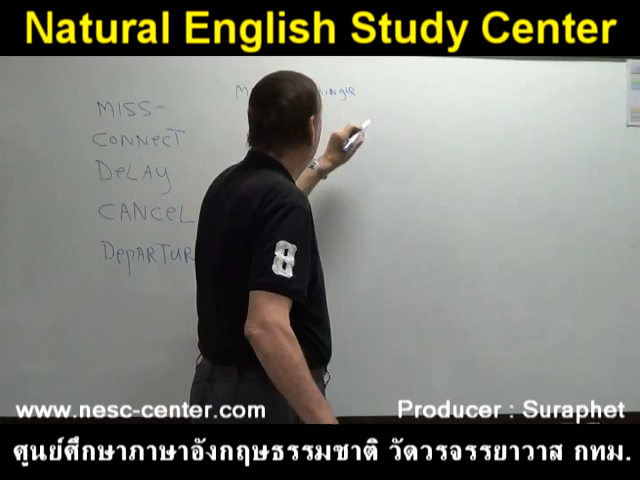 Natural English Study Center
MISS-
CONNecT
DeLAY
CANCeL
DepARTUR
8
www.nesc-center.com
Producer : Suraphet
ศูนย์ศึกษาภาษาอังกฤษธรรมชาติ วัดวรจรรยาวาส กทม.